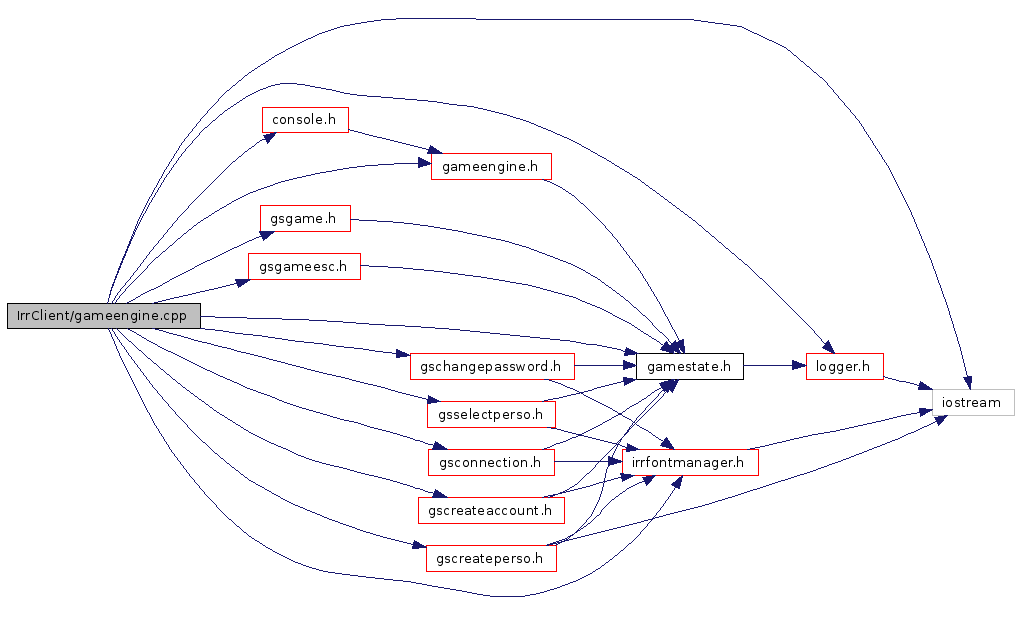 console.h
gameengine.h
gsgame.h
gsgameesc.h
IrrClient/gameengine.cpp
gschangepassword.h
gamestate.h
logger.h
iostream
gsselectperso.h
gsconnection.h
irrfontmanager.h
gscreateaccount.h
gscreateperso.h